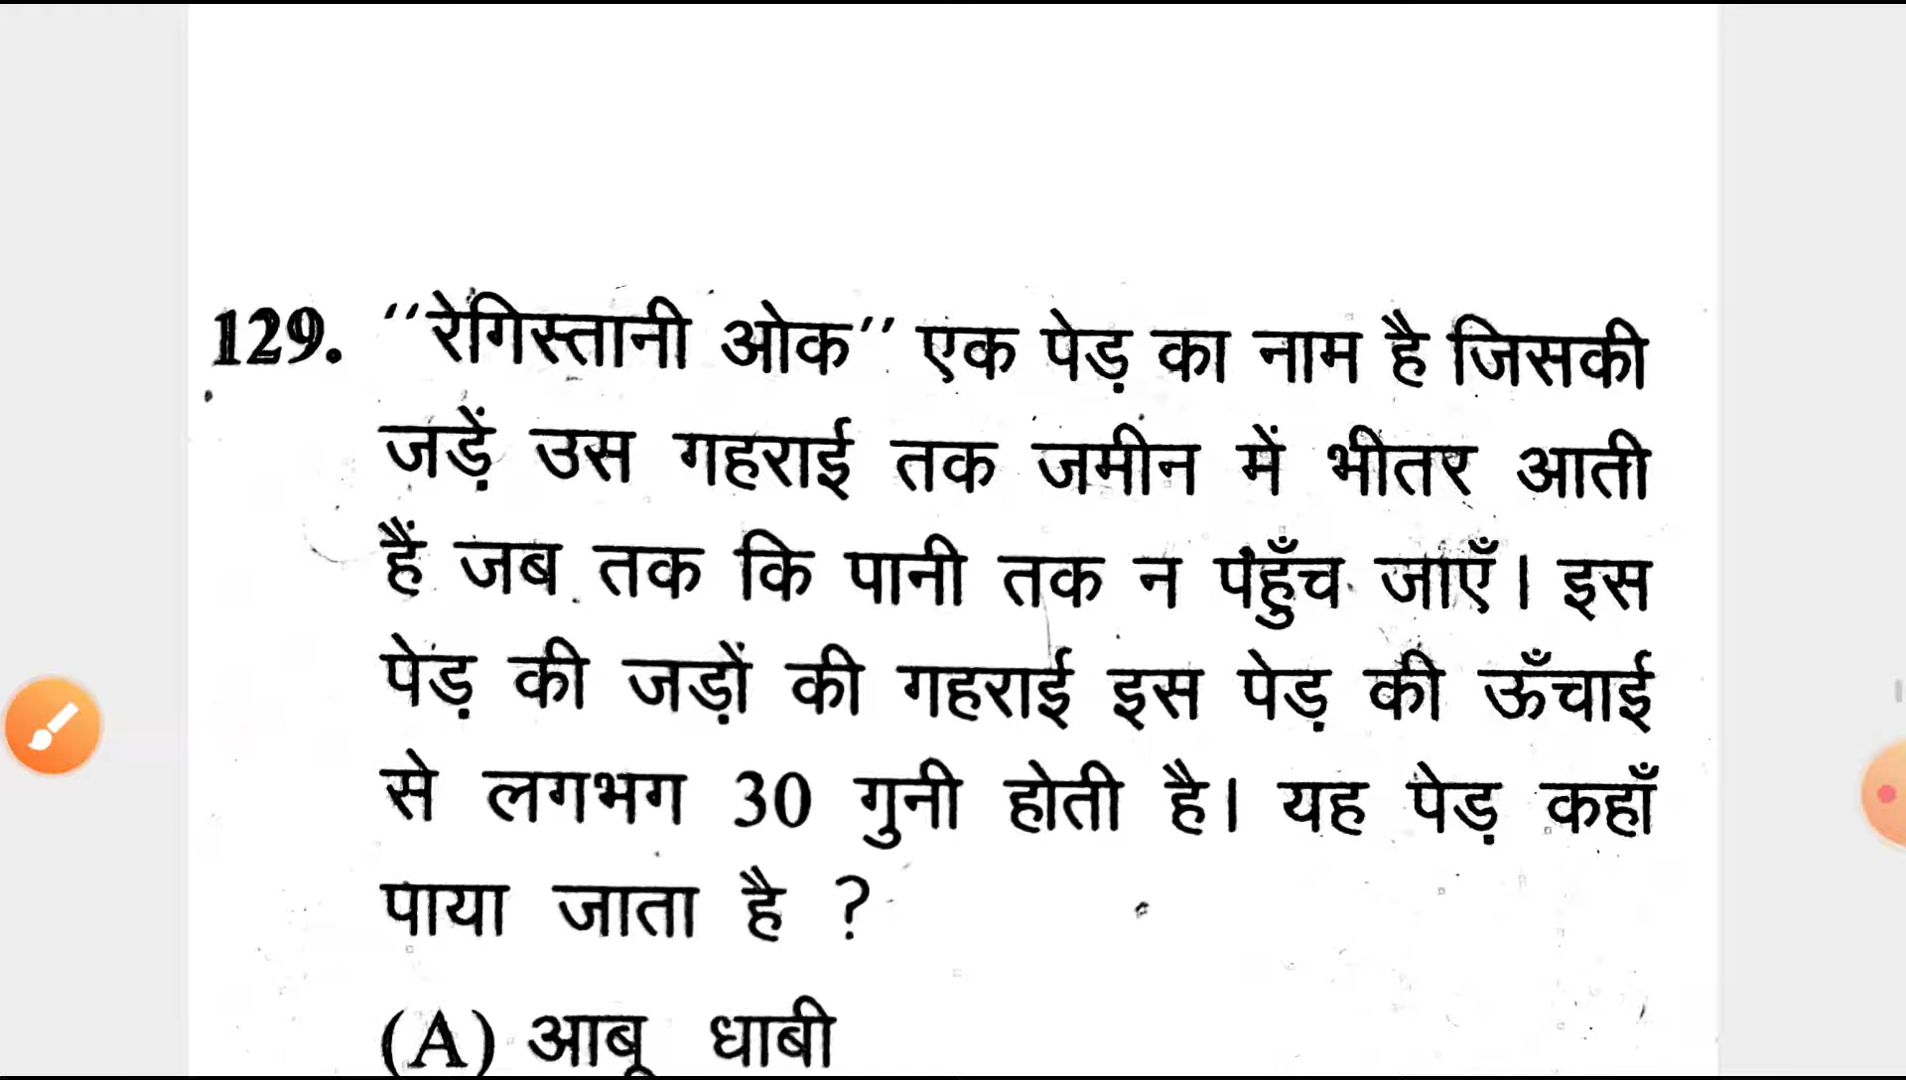 129. ‘‘रेगिस्तानी ओक’’ एक पेड़ का नाम है जिसकी
जड़ें उस गहराई तक जमीन में भीतर आती
हैं जब तक कि पानी तक न पहुँच जाएँ। इस
पेड़ की जड़ों की गहराई इस पेड़ की ऊँचाई
से लगभग 30 गुनी होती है। यह पेड़ कहाँ
पाया जाता है ?
(A) आबू धाबी